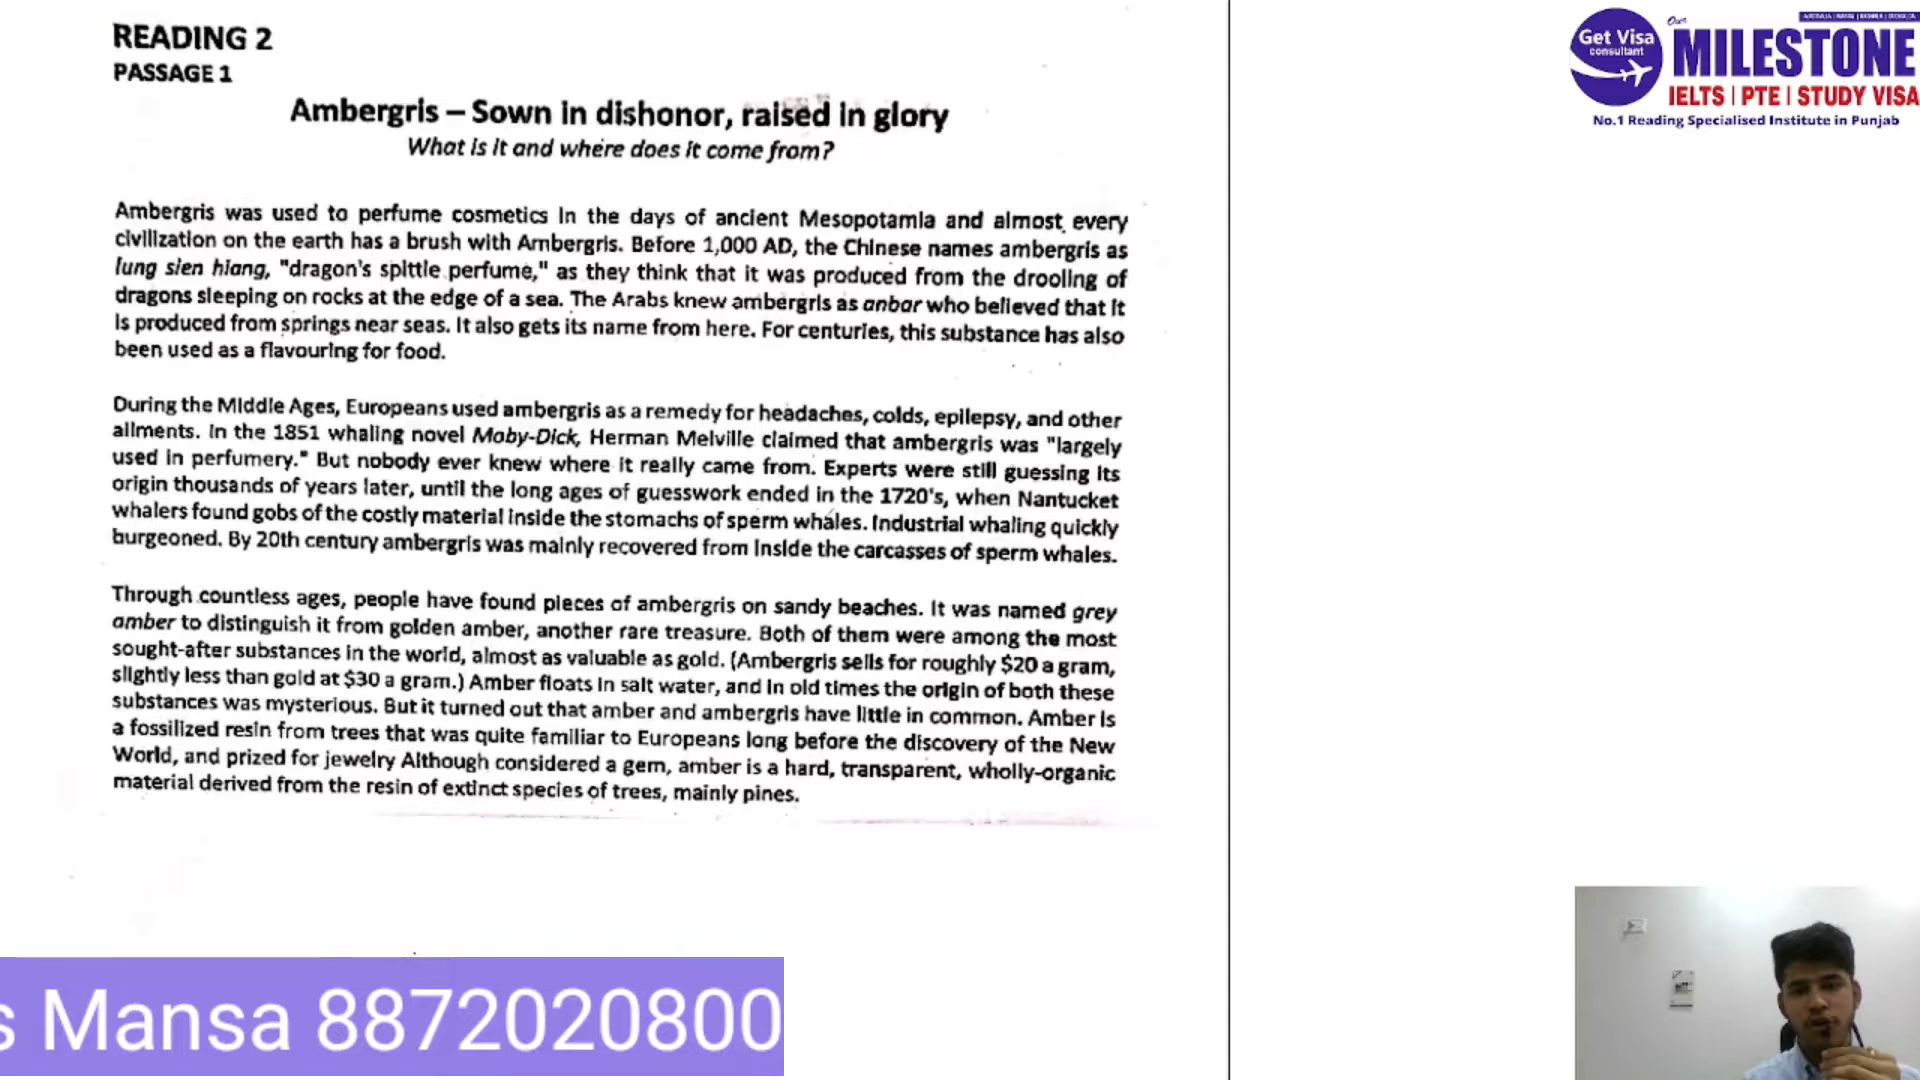 READING 2
PASSAGE 1
Ambergris – Sown in dishonor, raised in glory
What is it and where does it come from?
Ambergris was used to perfume cosmetics in the days of ancient Mesopotamia and almost every
civilization on the earth has a brush with Ambergris. Before 1,000 AD, the Chinese names ambergris as
lung sien hiang, "dragon's spittle perfume," as they think that it was produced from the drooling of
dragons sleeping on rocks at the edge of a sea. The Arabs knew ambergris as anbar who believed that it
is produced from springs near seas. It also gets its name from here. For centuries, this substance has also
been used as a flavouring for food.
During the Middle Ages, Europeans used ambergris as a remedy for headaches, colds, epilepsy, and other
ailments. In the 1851 whaling novel Moby-Dick, Herman Melville claimed that ambergris was "largely
used in perfumery." But nobody ever knew where it really came from. Experts were still guessing its
origin thousands of years later, until the long ages of guesswork ended in the 1720's, when Nantucket
whalers found gobs of the costly material inside the stomachs of sperm whales. Industrial whaling quickly
burgeoned. By 20th century ambergris was mainly recovered from inside the carcasses of sperm whales.
Through countless ages, people have found pieces of ambergris on sandy beaches. It was named grey
amber to distinguish it from golden amber, another rare treasure. Both of them were among the most
sought-after substances in the world, almost as valuable as gold. (Ambergris sells for roughly $20 a gram,
slightly less than gold at $30 a gram.) Amber floats in salt water, and in old times the origin of both these
substances was mysterious. But it turned out that amber and ambergris have little in common. Amber is
a fossilized resin from trees that was quite familiar to Europeans long before the discovery of the New
World, and prized for jewelry Although considered a gem, amber is a hard, transparent, wholly-organic
material derived from the resin of extinct species of trees, mainly pines.
Get Visa
consultant
Our
MILESTONE
IELTS | PTE | STUDY VISA
No.1 Reading Specialised Institute in Punjab
s Mansa 8872020800